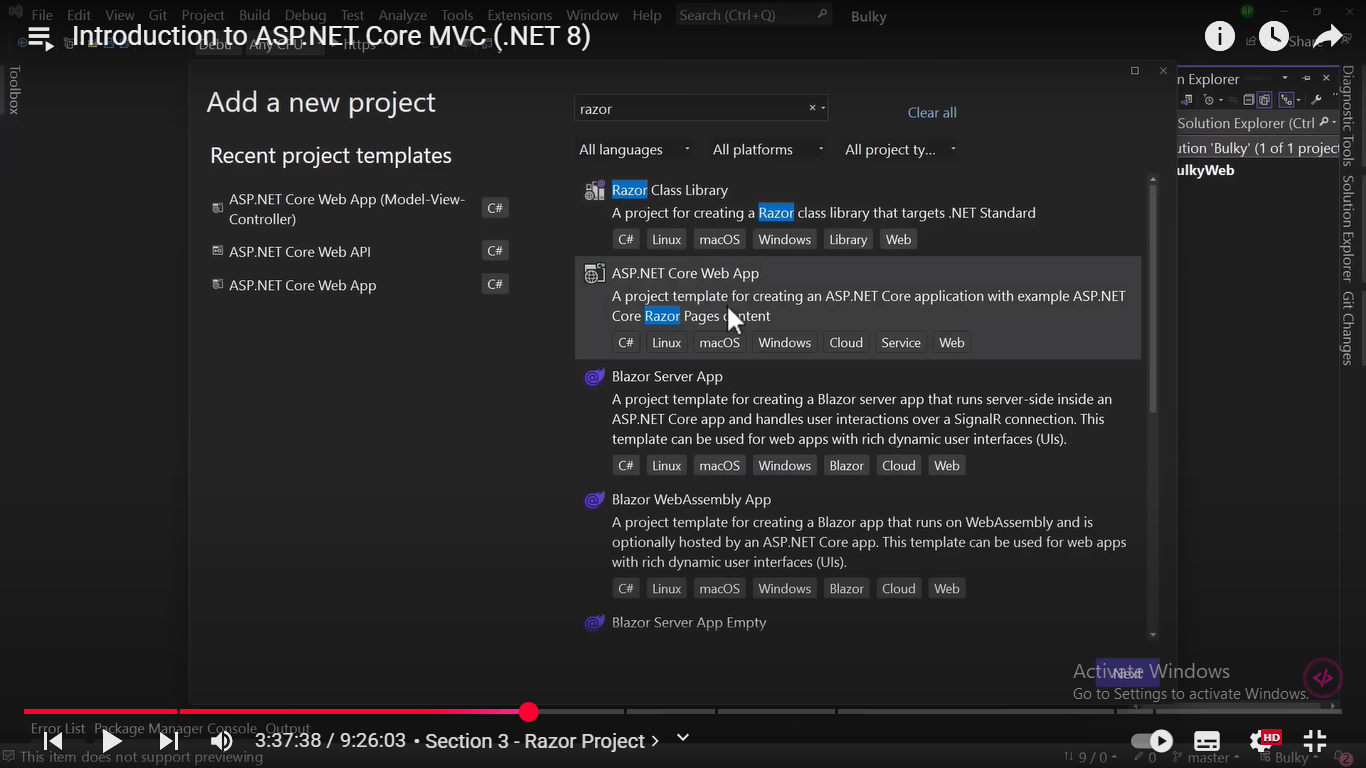 File Edit View Git Project Build Debug Test Analyze Tools Extensions Window Help Search (Ctrl+Q) Bulky BP
Introduction to ASP.NET Core MVC (.NET 8)
Share
Toolbox
Add a new project
razor
Clear all
Recent project templates
All languages All platforms All project ty...
ASP.NET Core Web App (Model-View-
Controller) C#
ASP.NET Core Web API C#
ASP.NET Core Web App C#
Razor Class Library
A project for creating a Razor class library that targets .NET Standard
C# Linux macOS Windows Library Web
ASP.NET Core Web App
A project template for creating an ASP.NET Core application with example ASP.NET
Core Razor Pages content
C# Linux macOS Windows Cloud Service Web
Blazor Server App
A project template for creating a Blazor server app that runs server-side inside an
ASP.NET Core app and handles user interactions over a SignalR connection. This
template can be used for web apps with rich dynamic user interfaces (UIs).
C# Linux macOS Windows Blazor Cloud Web
Blazor WebAssembly App
A project template for creating a Blazor app that runs on WebAssembly and is
optionally hosted by an ASP.NET Core app. This template can be used for web apps
with rich dynamic user interfaces (UIs).
C# Linux macOS Windows Blazor Cloud Web
Blazor Server App Empty
Next
n Explorer
Solution Explorer (Ctrl
ution 'Bulky' (1 of 1 project
ulkyWeb
Diagnostic Tools
Solution Explorer
Git Changes
Activate Windows
Go to Settings to activate Windows.
Error List Package Manager Console Output
3:37:38 / 9:26:03 • Section 3 - Razor Project
HD
This item does not support previewing
9 / 0 0 master Bulky 2